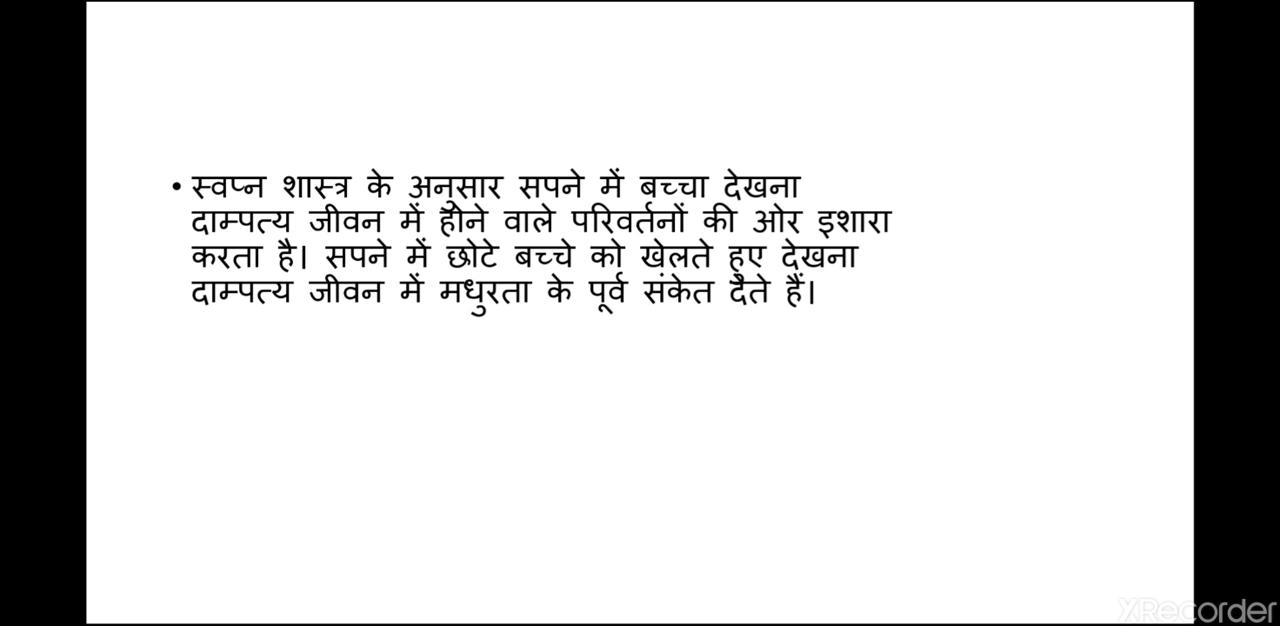 • स्वप्न शास्त्र के अनुसार सपने में बच्चा देखना
दाम्पत्य जीवन में होने वाले परिवर्तनों की ओर इशारा
करता है। सपने में छोटे बच्चे को खेलते हुए देखना
दाम्पत्य जीवन में मधुरता के पूर्व संकेत देते हैं।
XRecorder